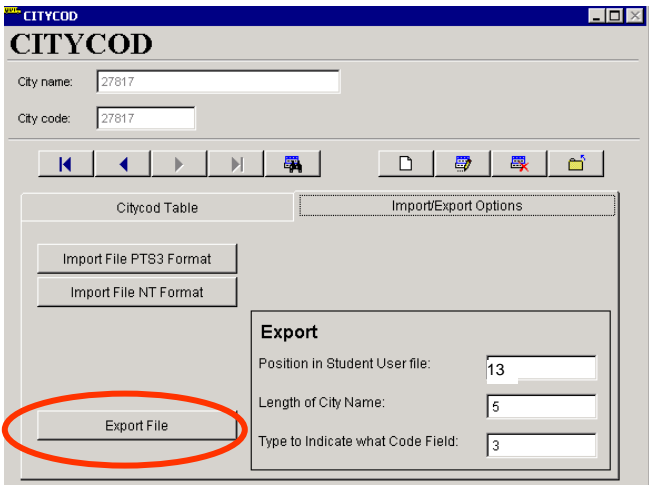 CITYCOD
CITYCOD
City name: 27817
City code: 27817
Citycod Table
Import/Export Options
Import File PTS3 Format
Import File NT Format
Export
Position in Student User file: 13
Length of City Name: 5
Export File
Type to Indicate what Code Field: 3